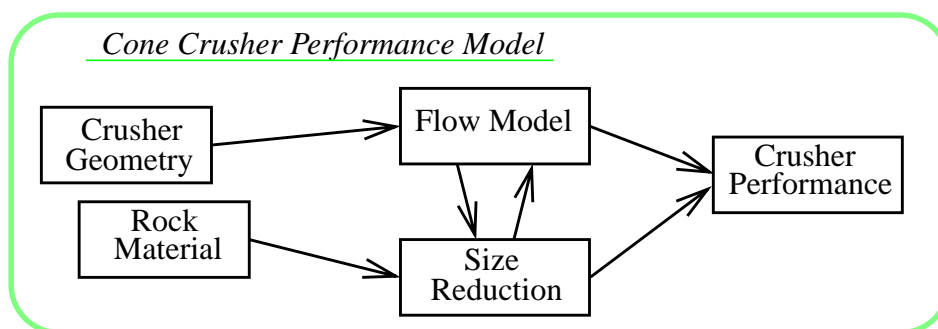 Cone Crusher Performance Model
Crusher
Geometry
Flow Model
Crusher
Performance
Rock
Material
Size
Reduction